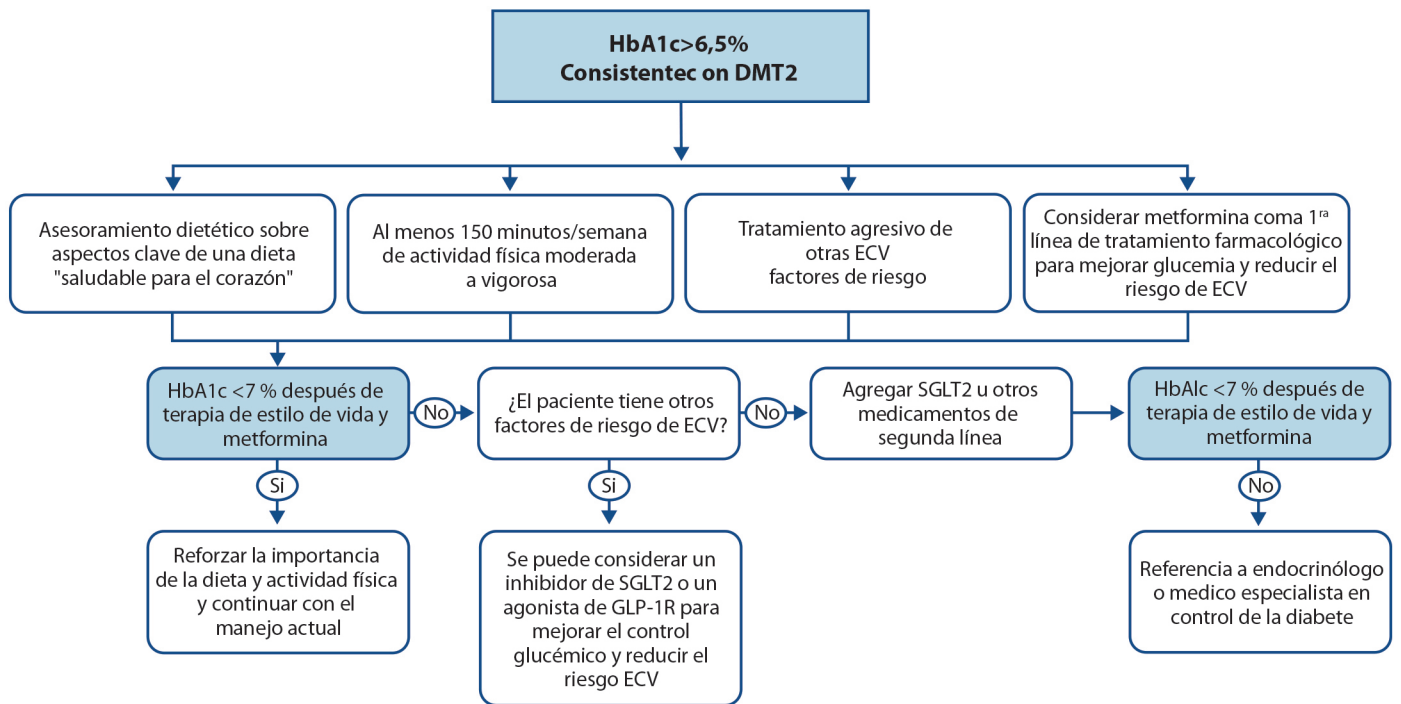 HbA1c>6,5%
Consistentec on DMT2
Asesoramiento dietético sobre
aspectos clave de una dieta
"saludable para el corazón"
Al menos 150 minutos/semana
de actividad física moderada
a vigorosa
Tratamiento agresivo de
otras ECV
factores de riesgo
Considerar metformina coma 1ra
línea de tratamiento farmacológico
para mejorar glucemia y reducir el
riesgo de ECV
HbA1c <7 % después de
terapia de estilo de vida y
metformina
No
¿El paciente tiene otros
factores de riesgo de ECV?
No
Agregar SGLT2 u otros
medicamentos de
segunda línea
HbAlc <7 % después de
terapia de estilo de vida y
metformina
Si
Si
No
Reforzar la importancia
de la dieta y actividad física
y continuar con el
manejo actual
Se puede considerar un
inhibidor de SGLT2 o un
agonista de GLP-1R para
mejorar el control
glucémico y reducir el
riesgo ECV
Referencia a endocrinólogo
o medico especialista en
control de la diabete